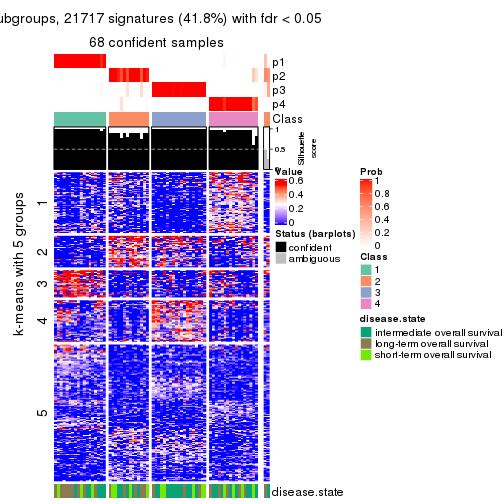 ubgroups, 21717 signatures (41.8%) with fdr < 0.05
68 confident samples
p1
p2
p3
p4
Class
1
0.5
0
Silhouette
score
k-means with 5 groups
1
2
3
4
5
disease.state
Value
0.6
0.4
0.2
0
Status (barplots)
confident
ambiguous
Prob
1
0.8
0.6
0.4
0.2
0
Class
1
2
3
4
disease.state
intermediate overall survival
long-term overall survival
short-term overall survival